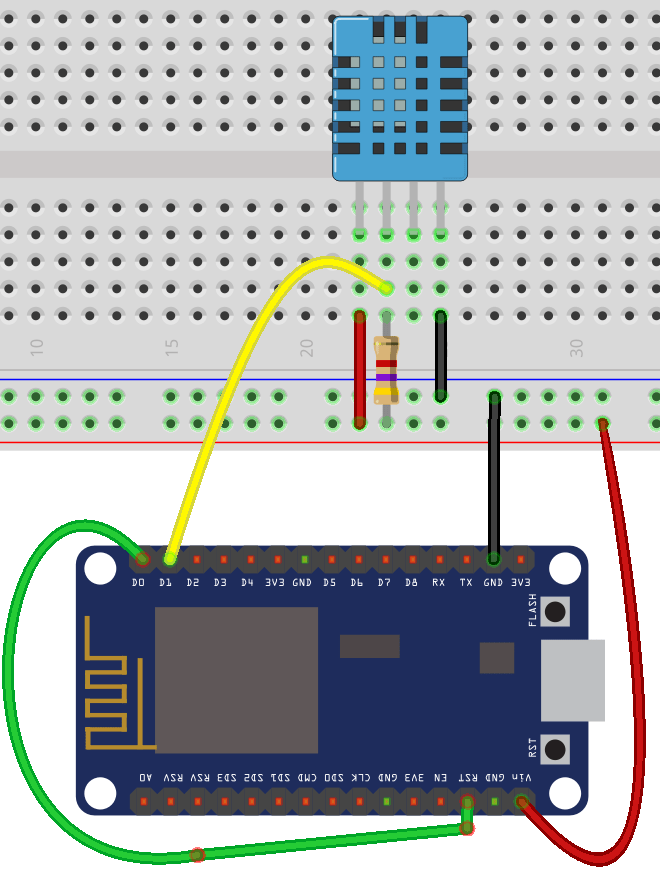 10 15 20 30
D0 D1 D2 D3 D4 3V3 GND D5 D6 D7 D8 RX TX GND 3V3
FLASH
RST
A0 RSV RSV SD3 SD2 SD1 CMD SD0 CLK GND 3V3 EN RST GND Vin